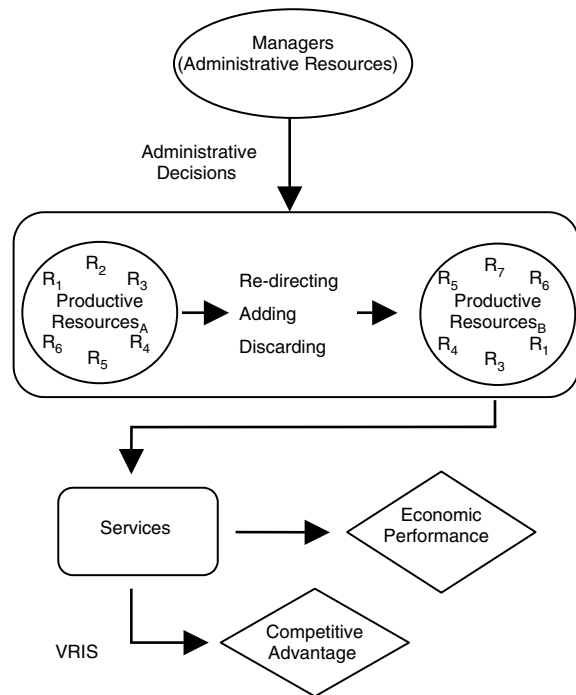 Managers
(Administrative Resources)
Administrative
Decisions
R2
R1 R3
Productive
ResourcesA
R6 R4
R5
Re-directing
Adding
Discarding
R7
R5 R6
Productive
ResourcesB
R4 R1
R3
Services
Economic
Performance
VRIS
Competitive
Advantage